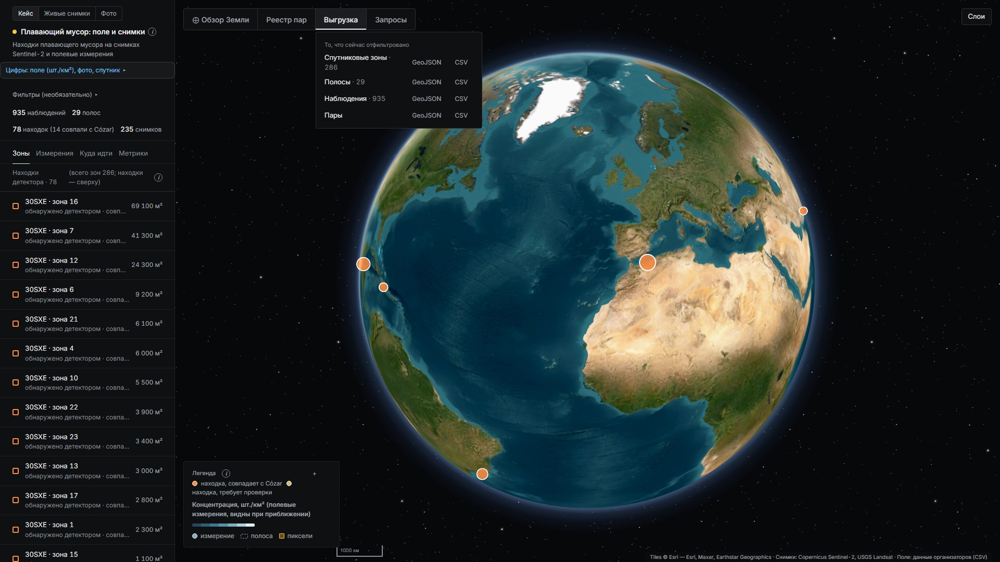 Кейс Живые снимки Фото
Плавающий мусор: поле и снимки i
Находки плавающего мусора на снимках
Sentinel-2 и полевые измерения
Цифры: поле (шт./км²), фото, спутник ▸
Фильтры (необязательно) ▸
935 наблюдений 29 полос
78 находок (14 совпали с Cózar) 235 снимков
Зоны Измерения Куда идти Метрики
Находки
детектора · 78
(всего зон 286; находки
— сверху)
i
30SXE · зона 16
обнаружено детектором · совп...
69 100 м²
30SXE · зона 7
обнаружено детектором · совп...
41 300 м²
30SXE · зона 12
обнаружено детектором · совп...
24 300 м²
30SXE · зона 6
обнаружено детектором · совпа...
9 200 м²
30SXE · зона 21
обнаружено детектором · совпа...
6 100 м²
30SXE · зона 4
обнаружено детектором · совпа...
6 000 м²
30SXE · зона 10
обнаружено детектором · совпа...
5 500 м²
30SXE · зона 22
обнаружено детектором · совпа...
3 900 м²
30SXE · зона 23
обнаружено детектором · совпа...
3 400 м²
30SXE · зона 13
обнаружено детектором · совпа...
3 000 м²
30SXE · зона 17
обнаружено детектором · совпа...
2 800 м²
30SXE · зона 1
обнаружено детектором · совпа...
2 300 м²
30SXE · зона 15
1 100 м²
Обзор Земли Реестр пар Выгрузка Запросы
То, что сейчас отфильтровано
Спутниковые зоны ·
286
GeoJSON CSV
Полосы · 29 GeoJSON CSV
Наблюдения · 935 GeoJSON CSV
Пары GeoJSON CSV
Слои
Легенда i +
находка, совпадает с Cózar
находка, требует проверки
Концентрация, шт./км² (полевые
измерения, видны при приближении)
измерение полоса пиксели
1000 км
Tiles © Esri — Esri, Maxar, Earthstar Geographics · Снимки: Copernicus Sentinel-2, USGS Landsat · Поле: данные организаторов (CSV)